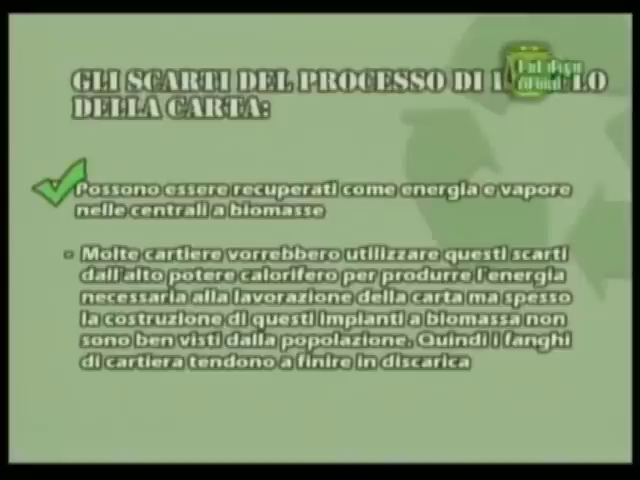 GLI SCARTI DEL PROCESSO DI
DELLA CARTA:
Possono essere recuperati come energia e vapore
nelle centrali a biomasse
- Molte cartiere vorrebbero utilizzare questi scarti
dall'alto potere calorifero per produrre l'energia
necessaria alla lavorazione della carta ma spesso
la costruzione di questi impianti a biomassa non
sono ben visti dalla popolazione. Quindi i fanghi
di cartiera tendono a finire in discarica